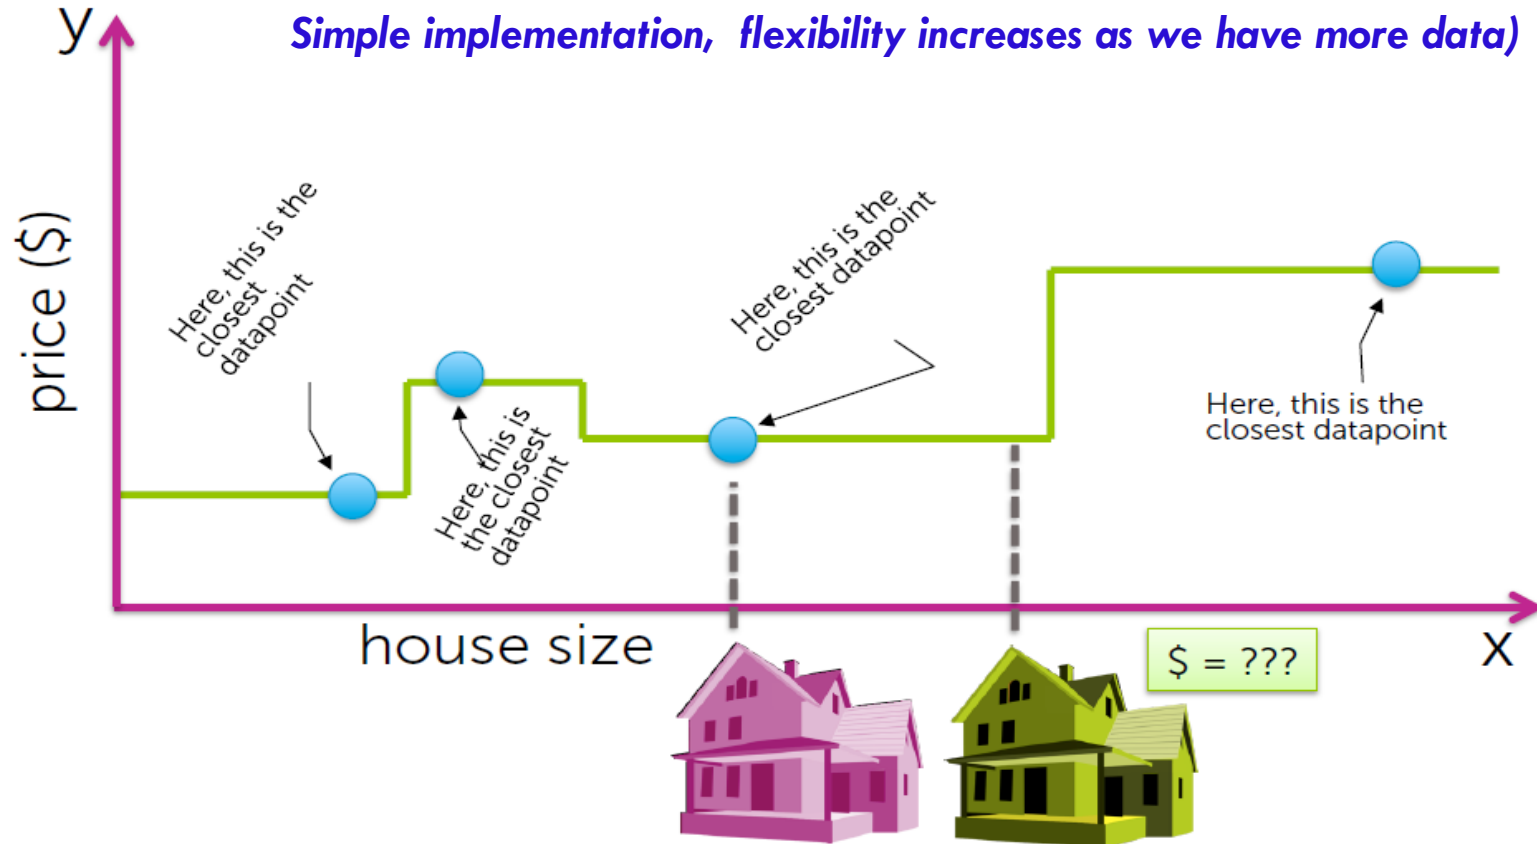 y
Simple implementation, flexibility increases as we have more data)
price ($)
Here, this is the
closest
datapoint
Here, this is
the closest
datapoint
Here, this is the
closest datapoint
Here, this is the
closest datapoint
house size
$ = ???
x